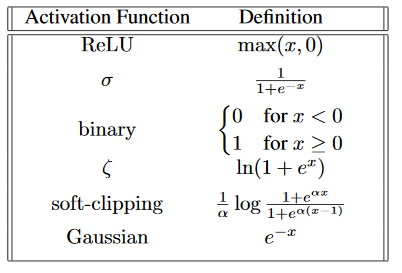 Activation Function Definition
ReLU max(x, 0)
σ 1/(1+e^{-x})
binary {0 for x < 0
1 for x ≥ 0
ζ ln(1 + e^x)
soft-clipping 1/α log (1+e^{αx})/(1+e^{α(x−1)})
Gaussian e^{-x}